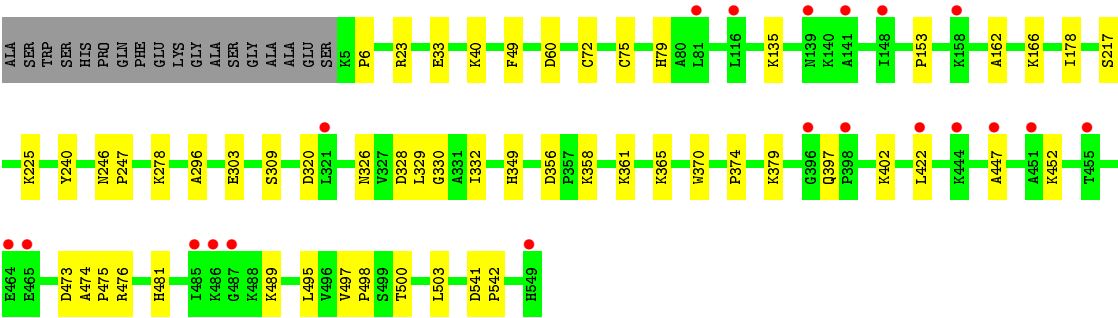 ALA SER TRP SER HIS PRO GLN PHE GLU LYS GLY ALA SER GLY ALA ALA GLU SER K5 P6 R23 E33 K40 F49 D60 C72 C75 H79 A80 L81 L116 K135 N139 K140 A141 I148 P153 K158 A162 K166 I178 S217
K225 Y240 N246 P247 K278 A296 E303 S309 D320 L321 N326 V327 D328 L329 G330 A331 I332 H349 D356 P357 K358 K361 K365 W370 P374 K379 G396 Q397 P398 K402 L422 K444 A447 A451 K452 T455
E464 E465 D473 A474 P475 R476 H481 I485 K486 G487 K488 K489 L495 V496 V497 P498 S499 T500 L503 D541 P542 H549